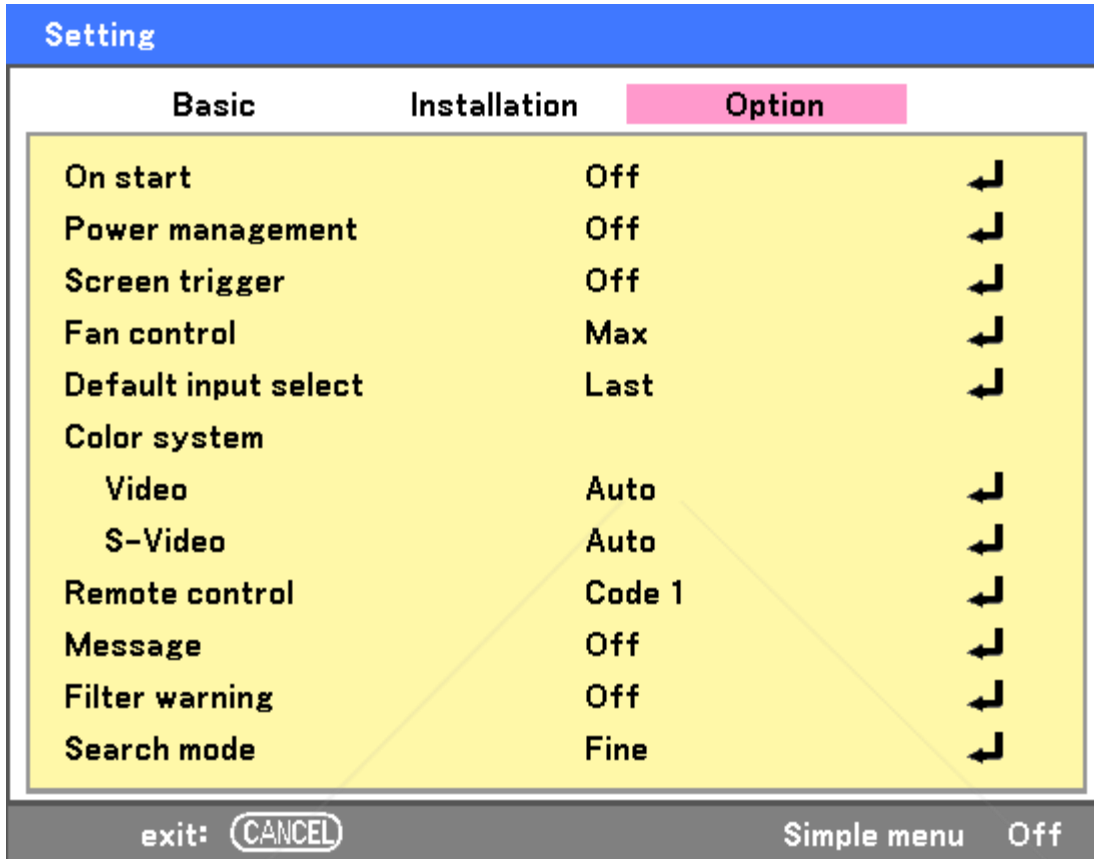 Setting
Basic Installation Option
On start Off
Power management Off
Screen trigger Off
Fan control Max
Default input select Last
Color system
Video Auto
S-Video Auto
Remote control Code 1
Message Off
Filter warning Off
Search mode Fine
exit: CANCEL Simple menu Off